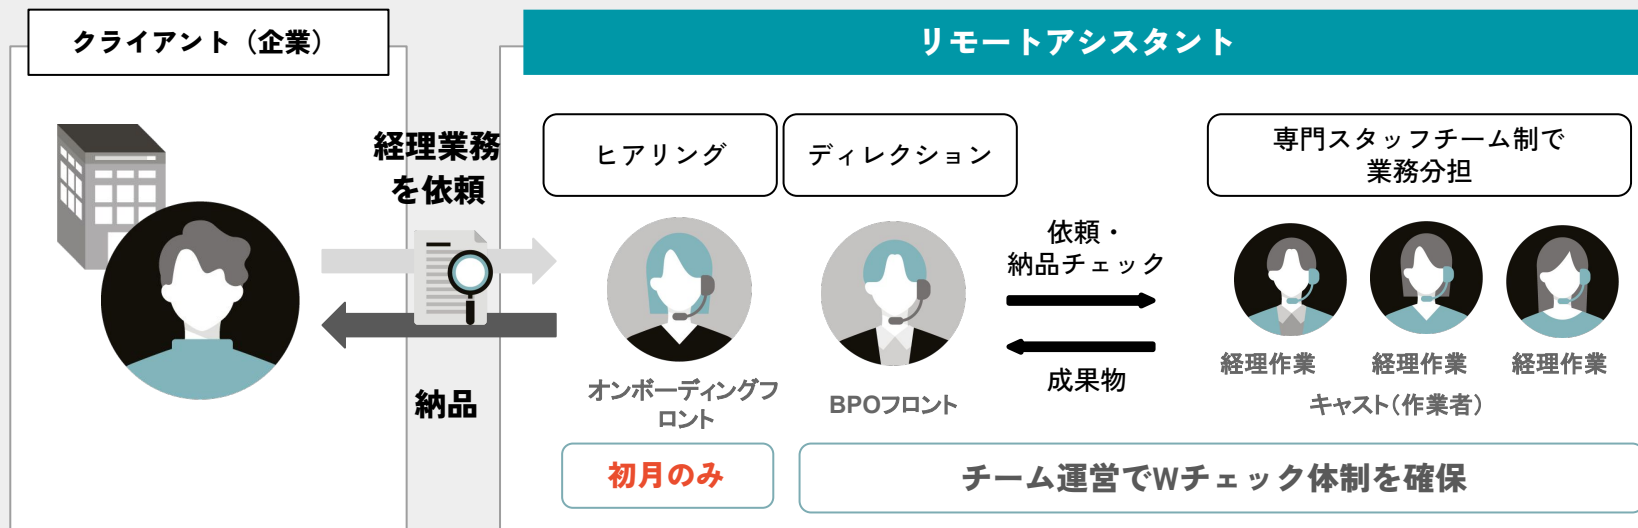 クライアント（企業）
リモートアシスタント
経理業務
を依頼
納品
ヒアリング
ディレクション
専門スタッフチーム制で
業務分担
依頼・
納品チェック
成果物
オンボーディングフ
ロント
BPOフロント
経理作業
経理作業
経理作業
キャスト（作業者）
初月のみ
チーム運営でWチェック体制を確保